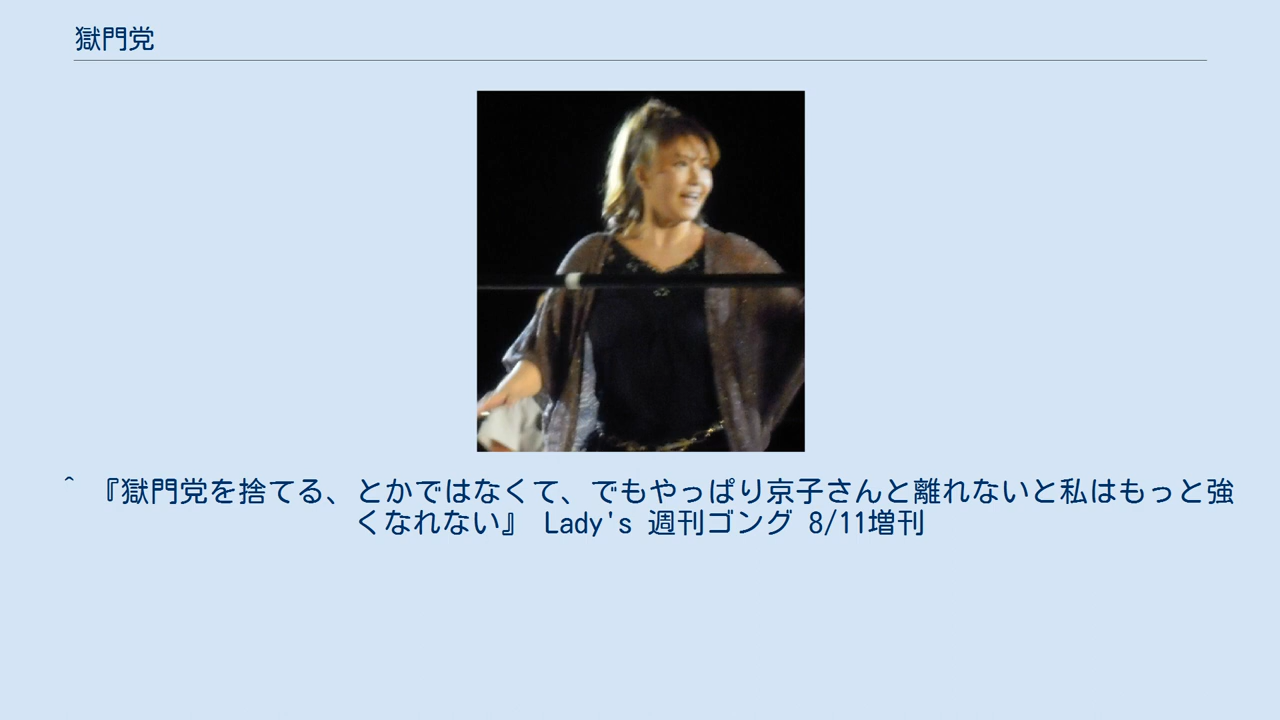 獄門党
^ 『獄門党を捨てる、とかではなくて、でもやっぱり京子さんと離れないと私はもっと強
くなれない』 Lady's 週刊ゴング 8/11増刊